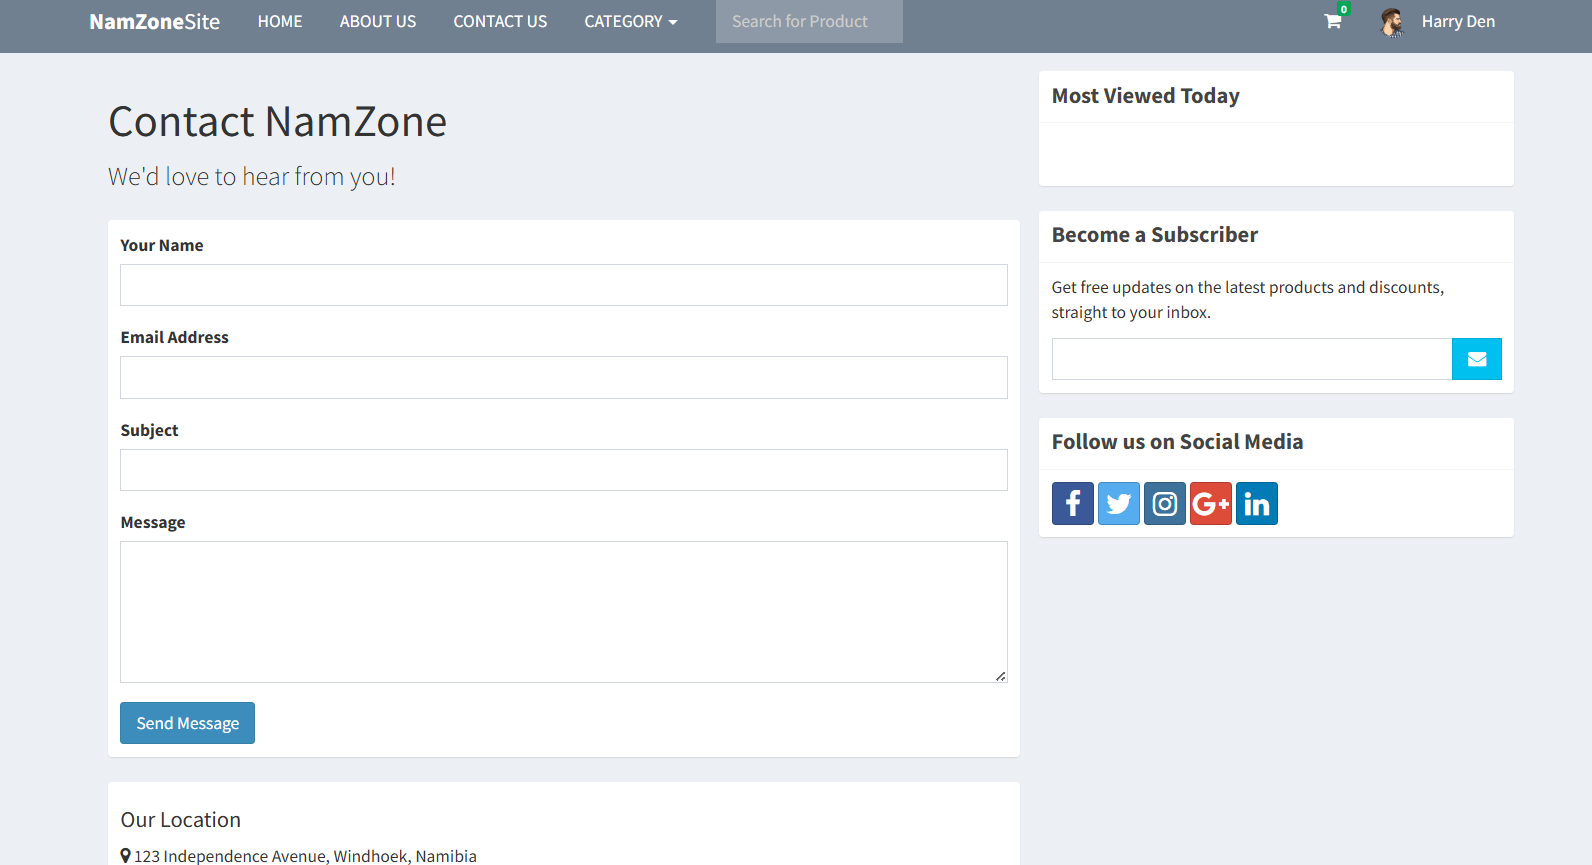 NamZoneSite HOME ABOUT US CONTACT US CATEGORY Search for Product 0 Harry Den
Contact NamZone
We'd love to hear from you!
Your Name
Email Address
Subject
Message
Send Message
Our Location
123 Independence Avenue, Windhoek, Namibia
Most Viewed Today
Become a Subscriber
Get free updates on the latest products and discounts,
straight to your inbox.
Follow us on Social Media